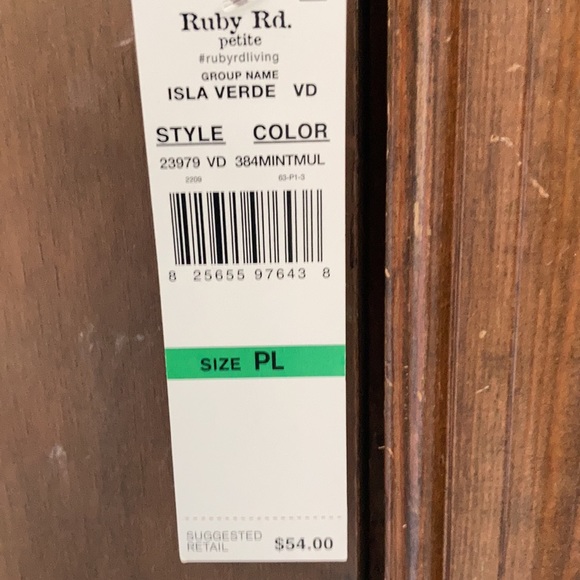 Ruby Rd.
petite
#rubyrdliving
GROUP NAME
ISLA VERDE VD
STYLE COLOR
23979 VD 384MINTMUL
2209 63-P1-3
8 25655 97643 8
SIZE PL
SUGGESTED
RETAIL $54.00